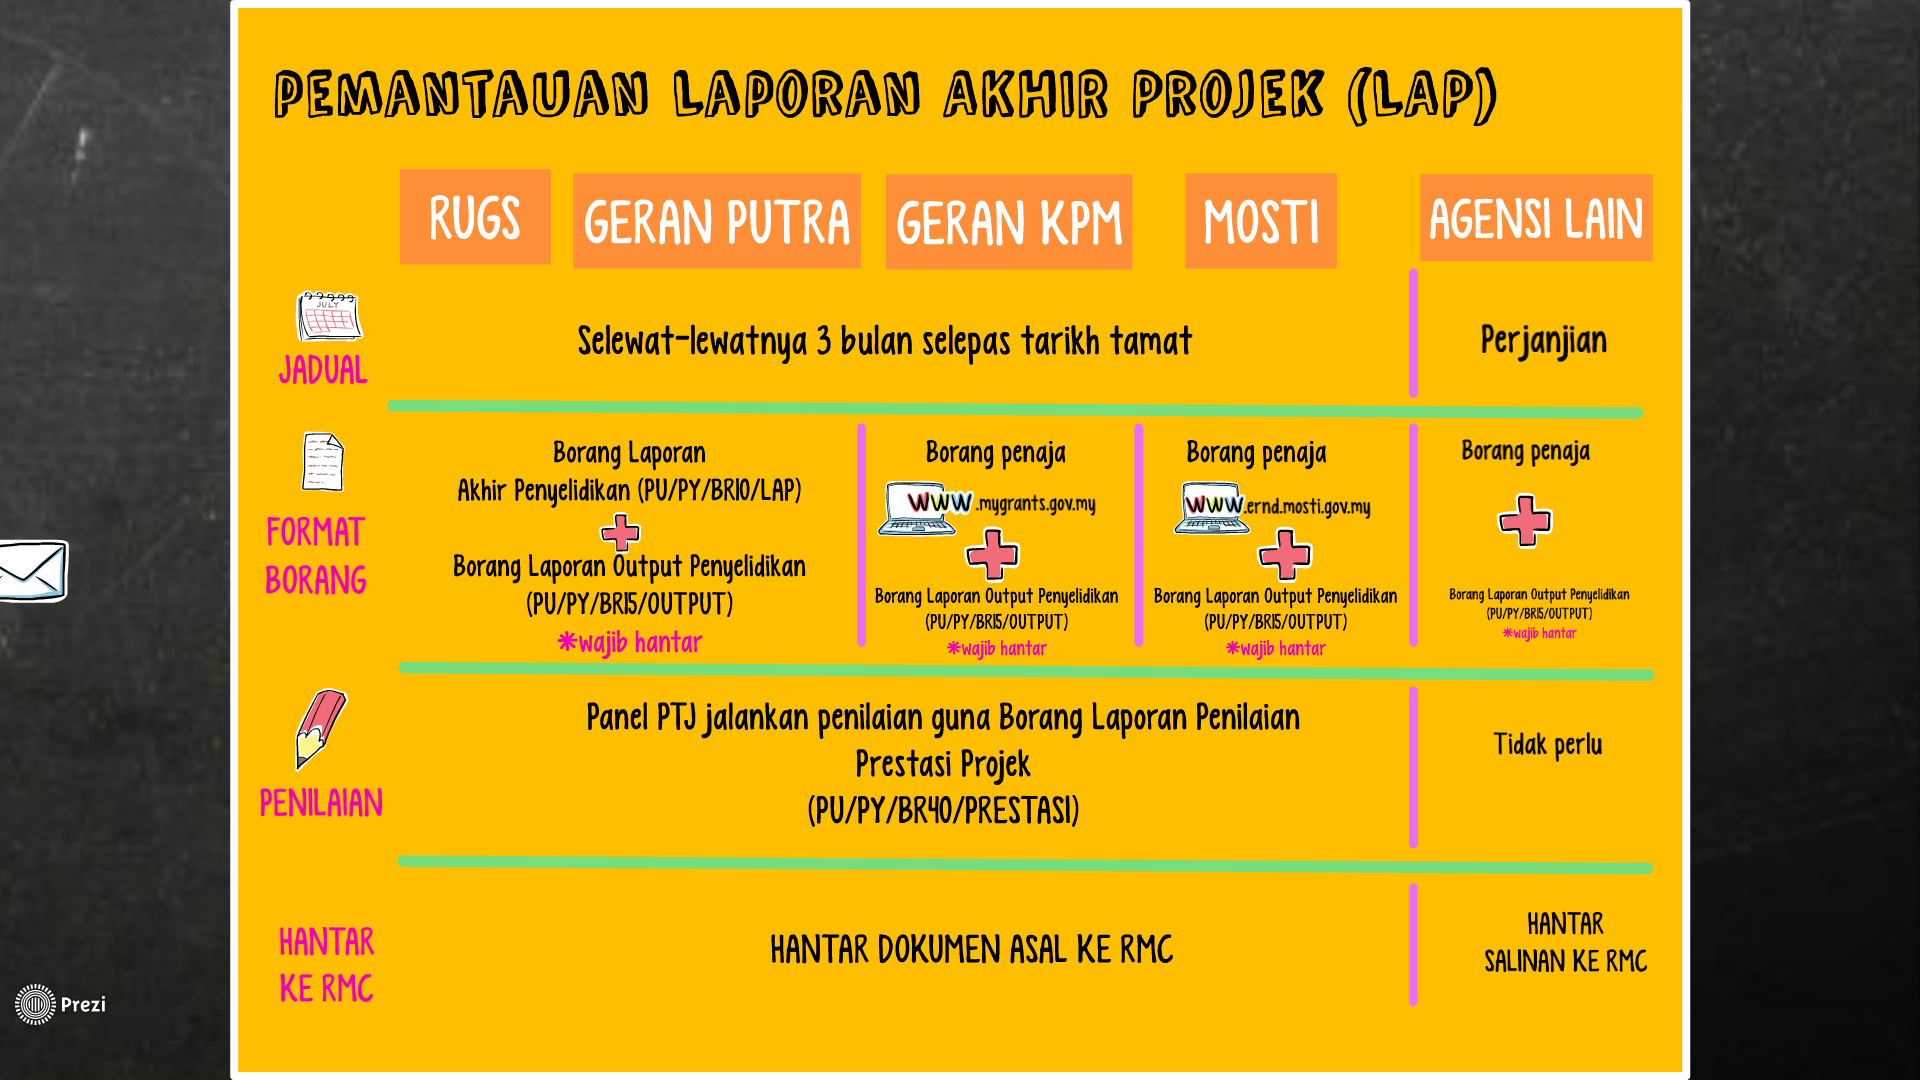 PEMANTAUAN LAPORAN AKHIR PROJEK (LAP)
RUGS
GERAN PUTRA
GERAN KPM
MOSTI
AGENSI LAIN
JULY
JADUAL
Selewat-lewatnya 3 bulan selepas tarikh tamat
Perjanjian
FORMAT
BORANG
Borang Laporan
Akhir Penyelidikan (PU/PY/BR10/LAP)
Borang Laporan Output Penyelidikan
(PU/PY/BR15/OUTPUT)
*wajib hantar
Borang penaja
www.mygrants.gov.my
Borang Laporan Output Penyelidikan
(PU/PY/BR15/OUTPUT)
*wajib hantar
Borang penaja
www.ernd.mosti.gov.my
Borang Laporan Output Penyelidikan
(PU/PY/BR15/OUTPUT)
*wajib hantar
Borang penaja
Borang Laporan Output Penyelidikan
(PU/PY/BR15/OUTPUT)
*wajib hantar
PENILAIAN
Panel PTJ jalankan penilaian guna Borang Laporan Penilaian
Prestasi Projek
(PU/PY/BR40/PRESTASI)
Tidak perlu
HANTAR
KE RMC
HANTAR DOKUMEN ASAL KE RMC
HANTAR
SALINAN KE RMC
Prezi